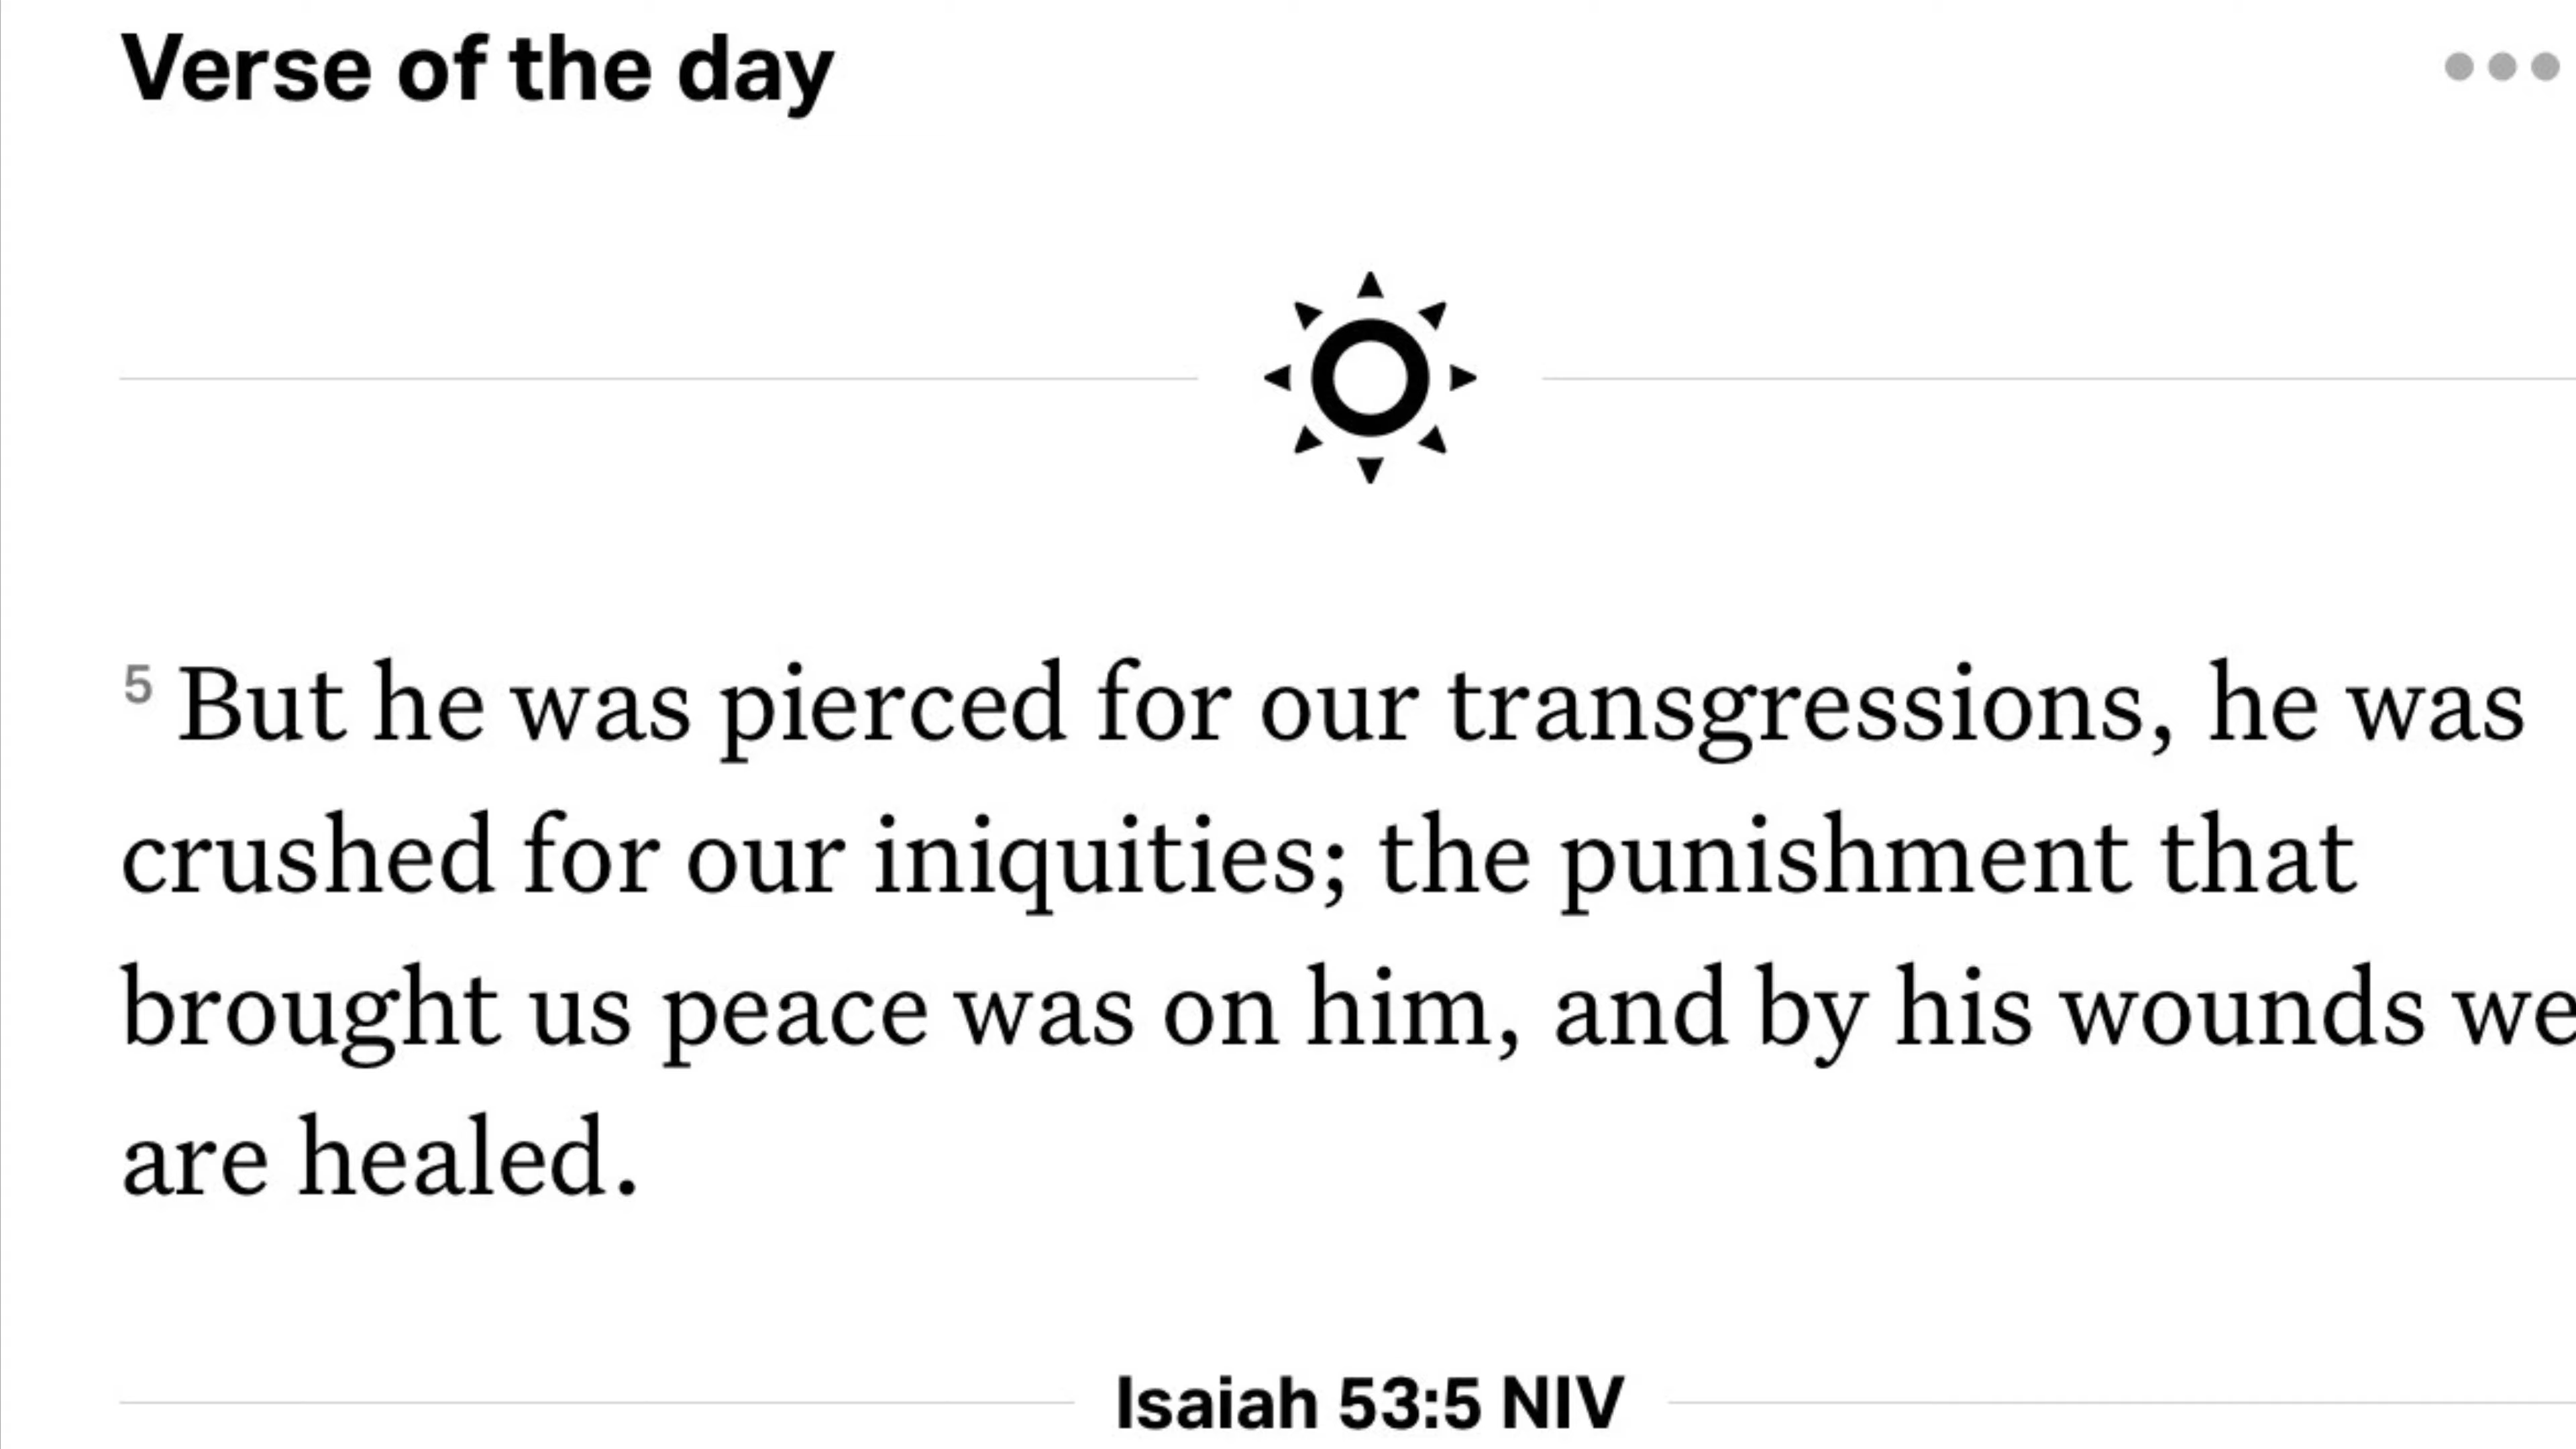 Verse of the day
5 But he was pierced for our transgressions, he was
crushed for our iniquities; the punishment that
brought us peace was on him, and by his wounds we
are healed.
Isaiah 53:5 NIV